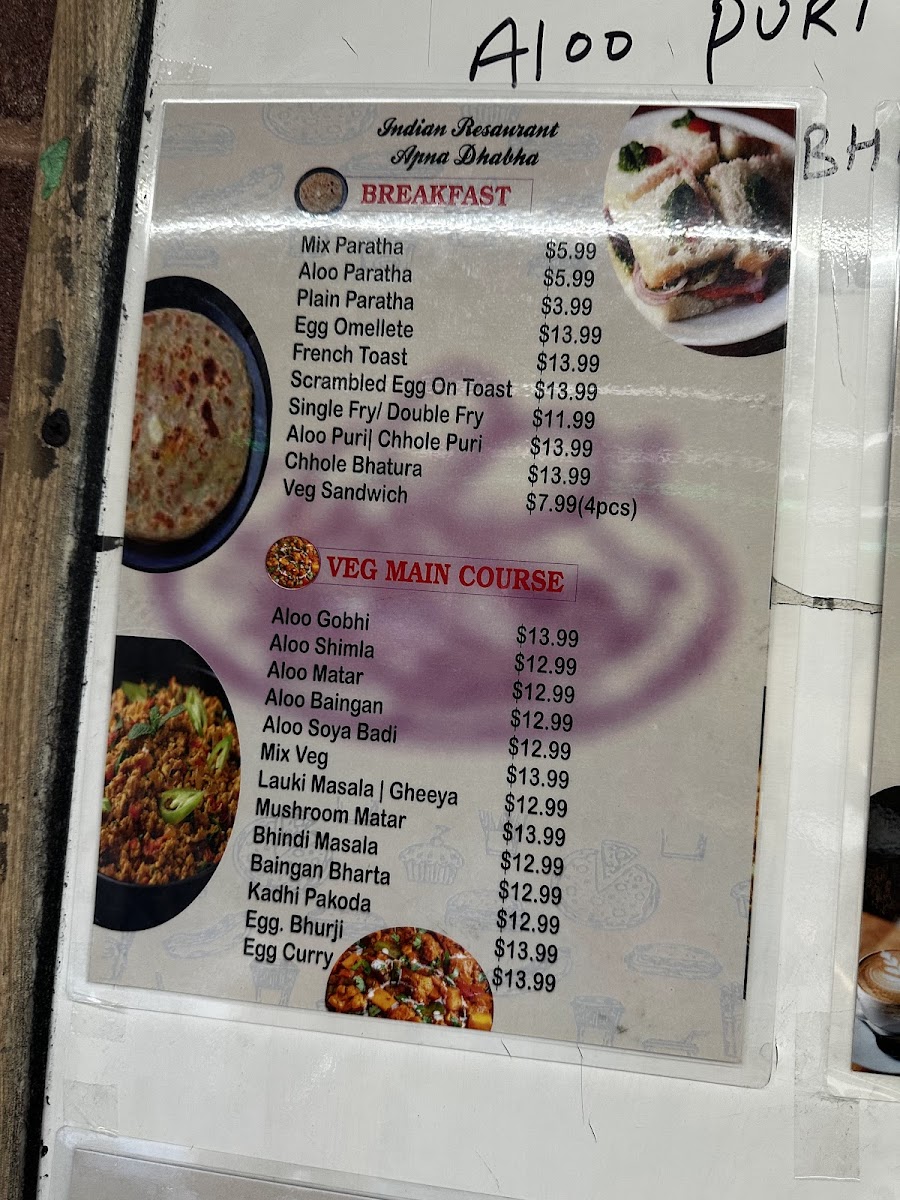 Aloo PURI
BH
Indian Resaurant
Apna Dhabha
BREAKFAST
Mix Paratha $5.99
Aloo Paratha $5.99
Plain Paratha $3.99
Egg Omellete $13.99
French Toast $13.99
Scrambled Egg On Toast $13.99
Single Fry/ Double Fry $11.99
Aloo Puri| Chhole Puri $13.99
Chhole Bhatura $13.99
Veg Sandwich $7.99(4pcs)
VEG MAIN COURSE
Aloo Gobhi $13.99
Aloo Shimla $12.99
Aloo Matar $12.99
Aloo Baingan $12.99
Aloo Soya Badi $12.99
Mix Veg $13.99
Lauki Masala | Gheeya $12.99
Mushroom Matar $13.99
Bhindi Masala $12.99
Baingan Bharta $12.99
Kadhi Pakoda $12.99
Egg. Bhurji $13.99
Egg Curry $13.99